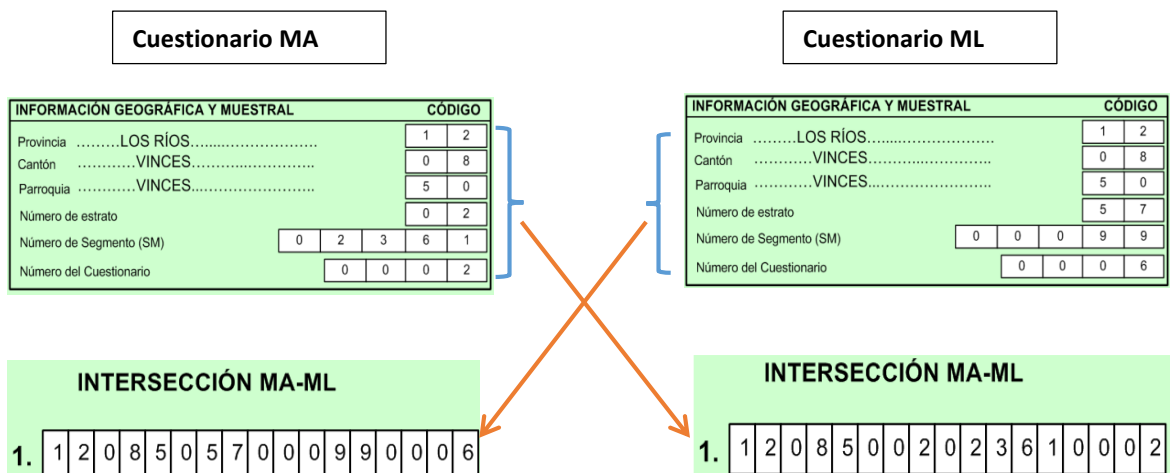 Cuestionario MA
INFORMACIÓN GEOGRÁFICA Y MUESTRAL CÓDIGO
Provincia .........LOS RÍOS......................... 1 2
Cantón ............VINCES........................ 0 8
Parroquia ............VINCES......................... 5 0
Número de estrato 0 2
Número de Segmento (SM) 0 2 3 6 1
Número del Cuestionario 0 0 0 2
INTERSECCIÓN MA-ML
1. 1 2 0 8 5 0 5 7 0 0 0 9 9 0 0 0 6
Cuestionario ML
INFORMACIÓN GEOGRÁFICA Y MUESTRAL CÓDIGO
Provincia .........LOS RÍOS......................... 1 2
Cantón ............VINCES........................ 0 8
Parroquia ............VINCES......................... 5 0
Número de estrato 5 7
Número de Segmento (SM) 0 0 0 9 9
Número del Cuestionario 0 0 0 6
INTERSECCIÓN MA-ML
1. 1 2 0 8 5 0 0 2 0 2 3 6 1 0 0 0 2